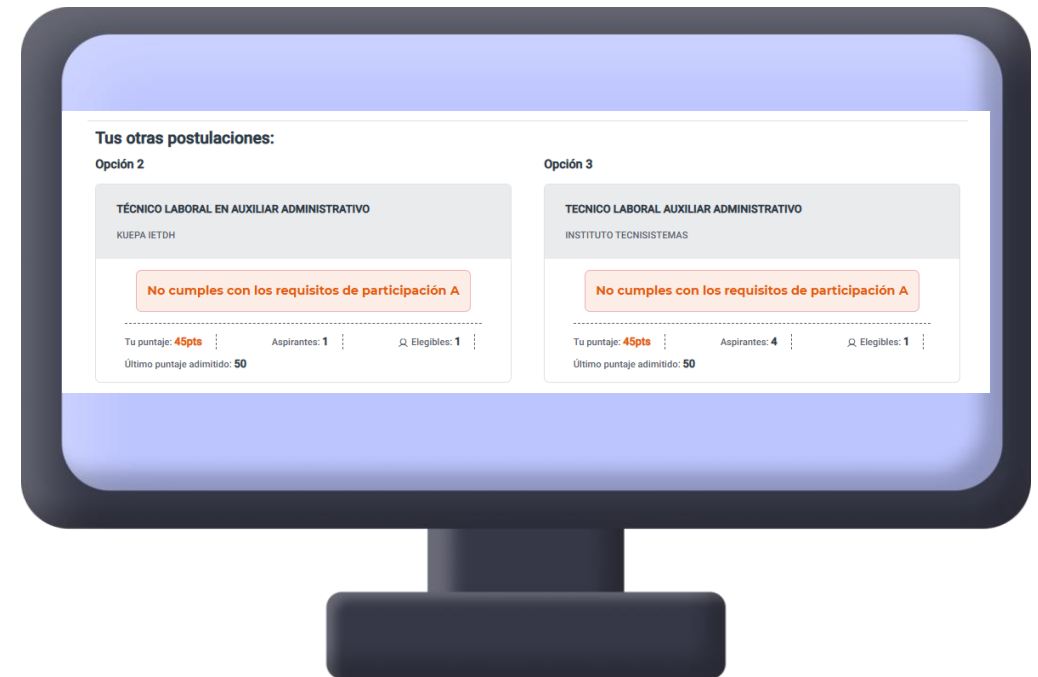 Tus otras postulaciones:
Opción 2
TÉCNICO LABORAL EN AUXILIAR ADMINISTRATIVO
KUEPA IETDH
No cumples con los requisitos de participación A
Tu puntaje: 45pts Aspirantes: 1 Elegibles: 1
Último puntaje adimitido: 50
Opción 3
TECNICO LABORAL AUXILIAR ADMINISTRATIVO
INSTITUTO TECNISISTEMAS
No cumples con los requisitos de participación A
Tu puntaje: 45pts Aspirantes: 4 Elegibles: 1
Último puntaje adimitido: 50